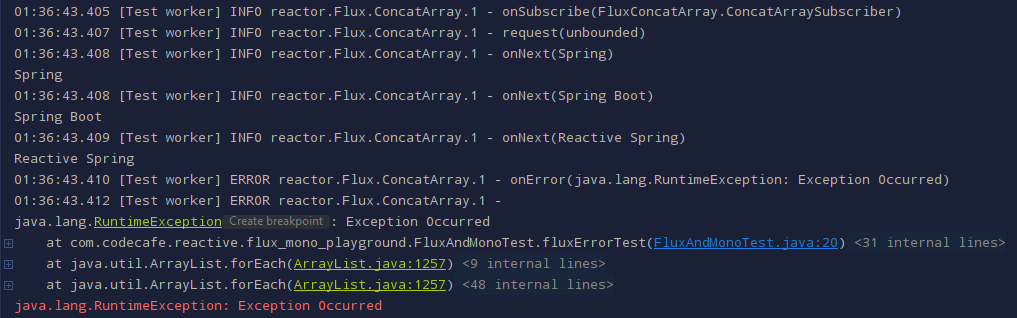 01:36:43.405 [Test worker] INFO reactor.Flux.ConcatArray.1 - onSubscribe(FluxConcatArray.ConcatArraySubscriber)
01:36:43.407 [Test worker] INFO reactor.Flux.ConcatArray.1 - request(unbounded)
01:36:43.408 [Test worker] INFO reactor.Flux.ConcatArray.1 - onNext(Spring)
Spring
01:36:43.408 [Test worker] INFO reactor.Flux.ConcatArray.1 - onNext(Spring Boot)
Spring Boot
01:36:43.409 [Test worker] INFO reactor.Flux.ConcatArray.1 - onNext(Reactive Spring)
Reactive Spring
01:36:43.410 [Test worker] ERROR reactor.Flux.ConcatArray.1 - onError(java.lang.RuntimeException: Exception Occurred)
01:36:43.412 [Test worker] ERROR reactor.Flux.ConcatArray.1 -
java.lang.RuntimeException Create breakpoint : Exception Occurred
at com.codecafe.reactive.flux_mono_playground.FluxAndMonoTest.fluxErrorTest(FluxAndMonoTest.java:20) <31 internal lines>
at java.util.ArrayList.forEach(ArrayList.java:1257) <9 internal lines>
at java.util.ArrayList.forEach(ArrayList.java:1257) <48 internal lines>
java.lang.RuntimeException: Exception Occurred